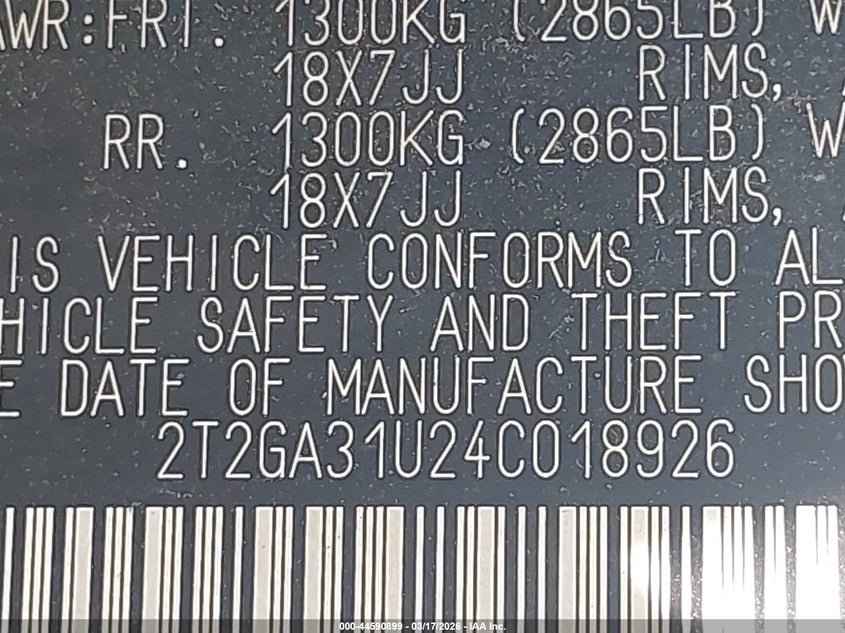 AWR:FRT. 1300KG (2865LB) W
18X7JJ RIMS,
RR. 1300KG (2865LB) W
18X7JJ RIMS,
IS VEHICLE CONFORMS TO AL
HICLE SAFETY AND THEFT PR
E DATE OF MANUFACTURE SHO
2T2GA31U24C018926
000-44590899 - 03/17/2026 - IAA Inc.